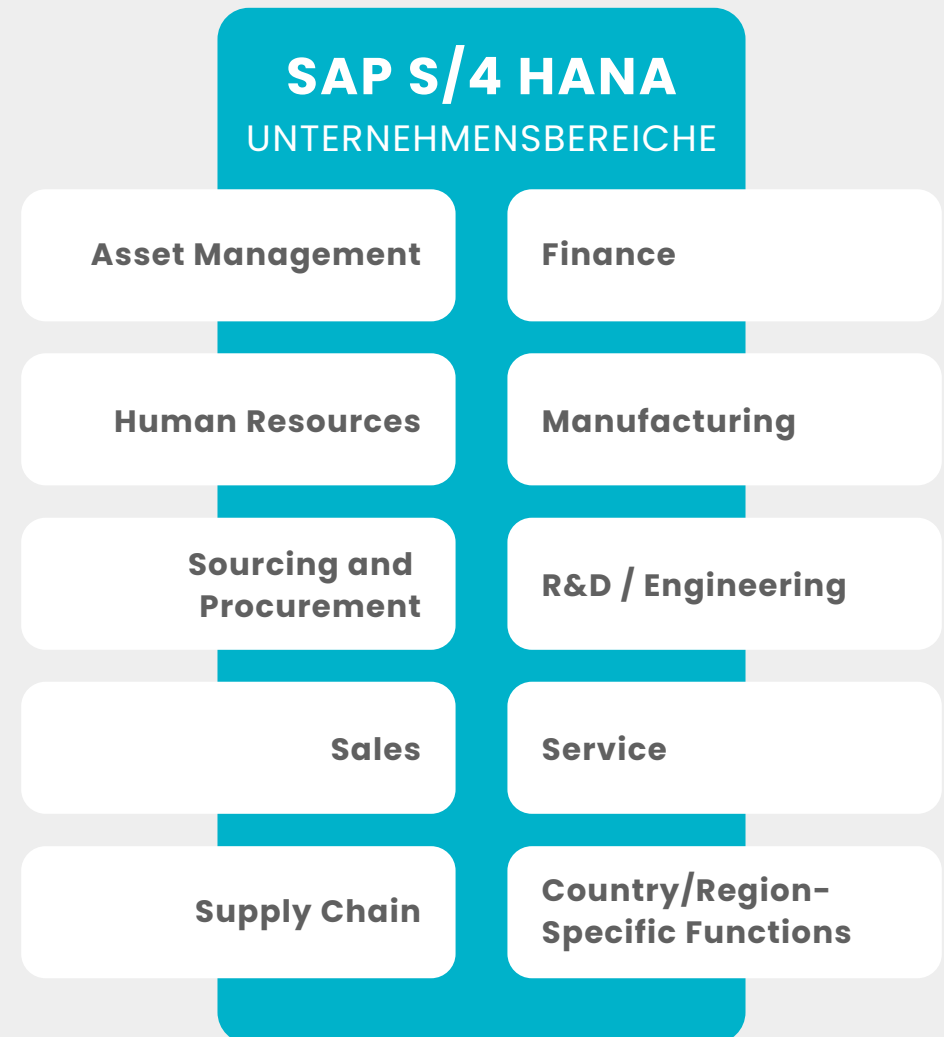 SAP S/4 HANA
UNTERNEHMENSBEREICHE
Asset Management
Finance
Human Resources
Manufacturing
Sourcing and
Procurement
R&D / Engineering
Sales
Service
Supply Chain
Country/Region-
Specific Functions